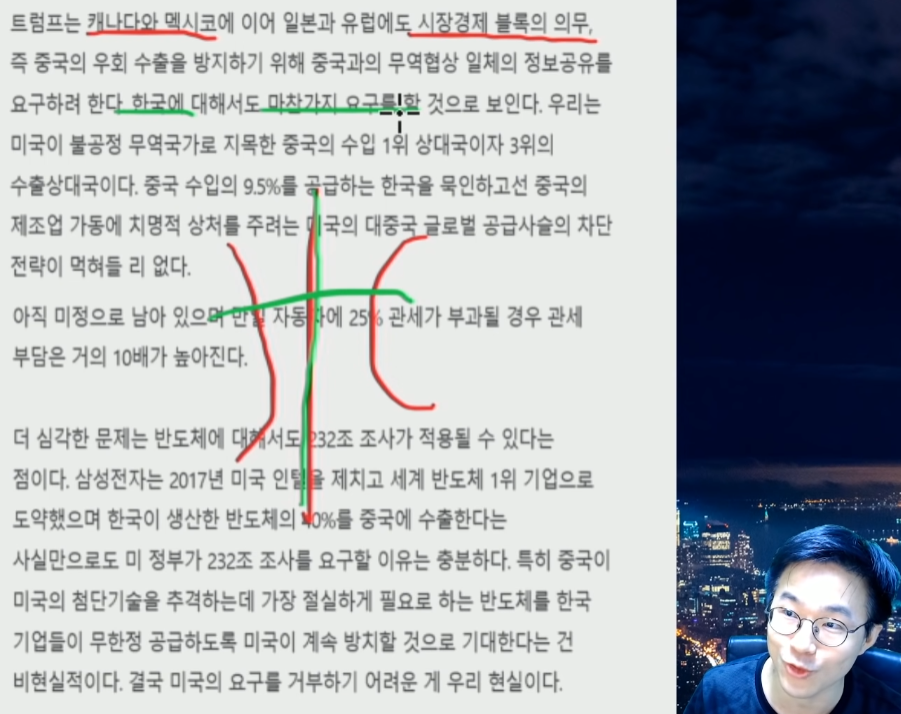 트럼프는 캐나다와 멕시코에 이어 일본과 유럽에도 시장경제 블록의 의무,
즉 중국의 우회 수출을 방지하기 위해 중국과의 무역협상 일체의 정보공유를
요구하려 한다. 한국에 대해서도 마찬가지 요구를 할 것으로 보인다. 우리는
미국이 불공정 무역국가로 지목한 중국의 수입 1위 상대국이자 3위의
수출상대국이다. 중국 수입의 9.5%를 공급하는 한국을 묵인하고선 중국의
제조업 가동에 치명적 상처를 주려는 미국의 대중국 글로벌 공급사슬의 차단
전략이 먹혀들 리 없다.
아직 미정으로 남아 있으며 만일 자동차에 25% 관세가 부과될 경우 관세
부담은 거의 10배가 높아진다.
더 심각한 문제는 반도체에 대해서도 232조 조사가 적용될 수 있다는
점이다. 삼성전자는 2017년 미국 인텔을 제치고 세계 반도체 1위 기업으로
도약했으며 한국이 생산한 반도체의 40%를 중국에 수출한다는
사실만으로도 미 정부가 232조 조사를 요구할 이유는 충분하다. 특히 중국이
미국의 첨단기술을 추격하는데 가장 절실하게 필요로 하는 반도체를 한국
기업들이 무한정 공급하도록 미국이 계속 방치할 것으로 기대한다는 건
비현실적이다. 결국 미국의 요구를 거부하기 어려운 게 우리 현실이다.